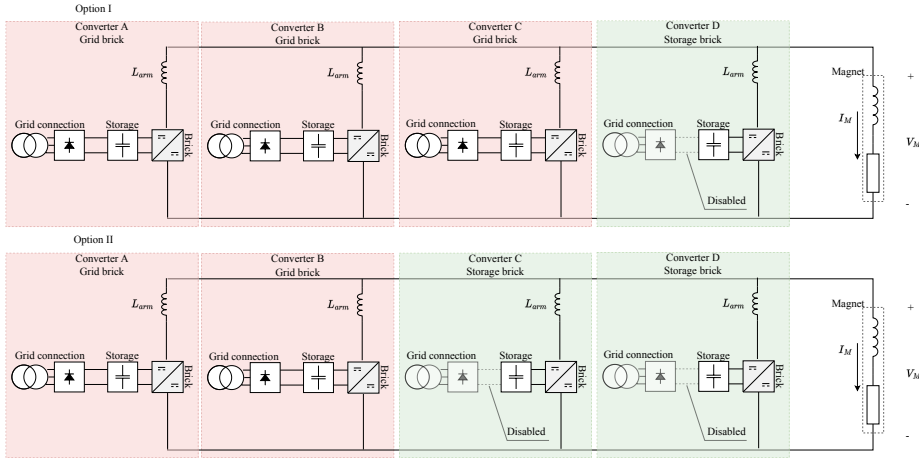 Option I
Converter A
Grid brick
Converter B
Grid brick
Converter C
Grid brick
Converter D
Storage brick
L_arm
L_arm
L_arm
L_arm
Magnet
+
Grid connection
Storage
Brick
Grid connection
Storage
Brick
Grid connection
Storage
Brick
Grid connection
Storage
Brick
I_M
V_M
Disabled
-
Option II
Converter A
Grid brick
Converter B
Grid brick
Converter C
Storage brick
Converter D
Storage brick
L_arm
L_arm
L_arm
L_arm
Magnet
+
Grid connection
Storage
Brick
Grid connection
Storage
Brick
Grid connection
Storage
Brick
Grid connection
Storage
Brick
I_M
V_M
Disabled
Disabled
-